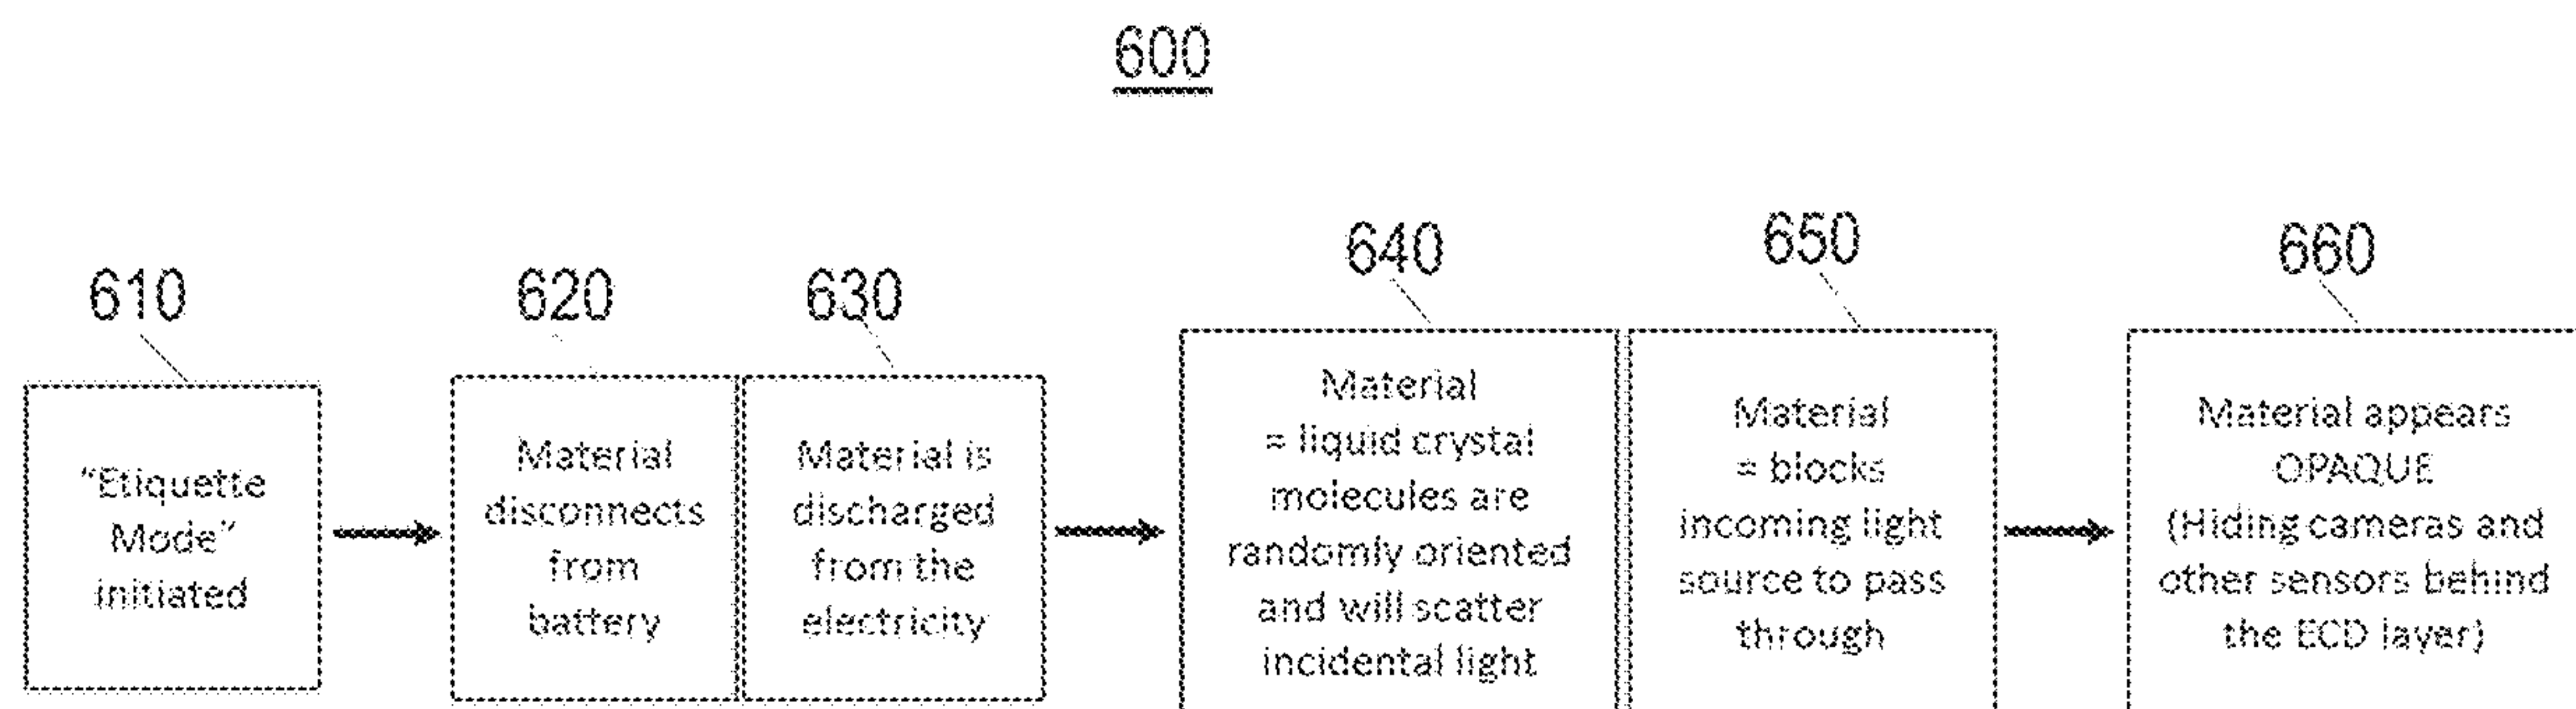 600
610
"Etiquette
Mode"
initiated
620
Material
disconnects
from
battery
630
Material is
discharged
from the
electricity
640
Material
= liquid crystal
molecules are
randomly oriented
and will scatter
incidental light
650
Material
= blocks
incoming light
source to pass
through
660
Material appears
OPAQUE
(Hiding cameras and
other sensors behind
the ECD layer)